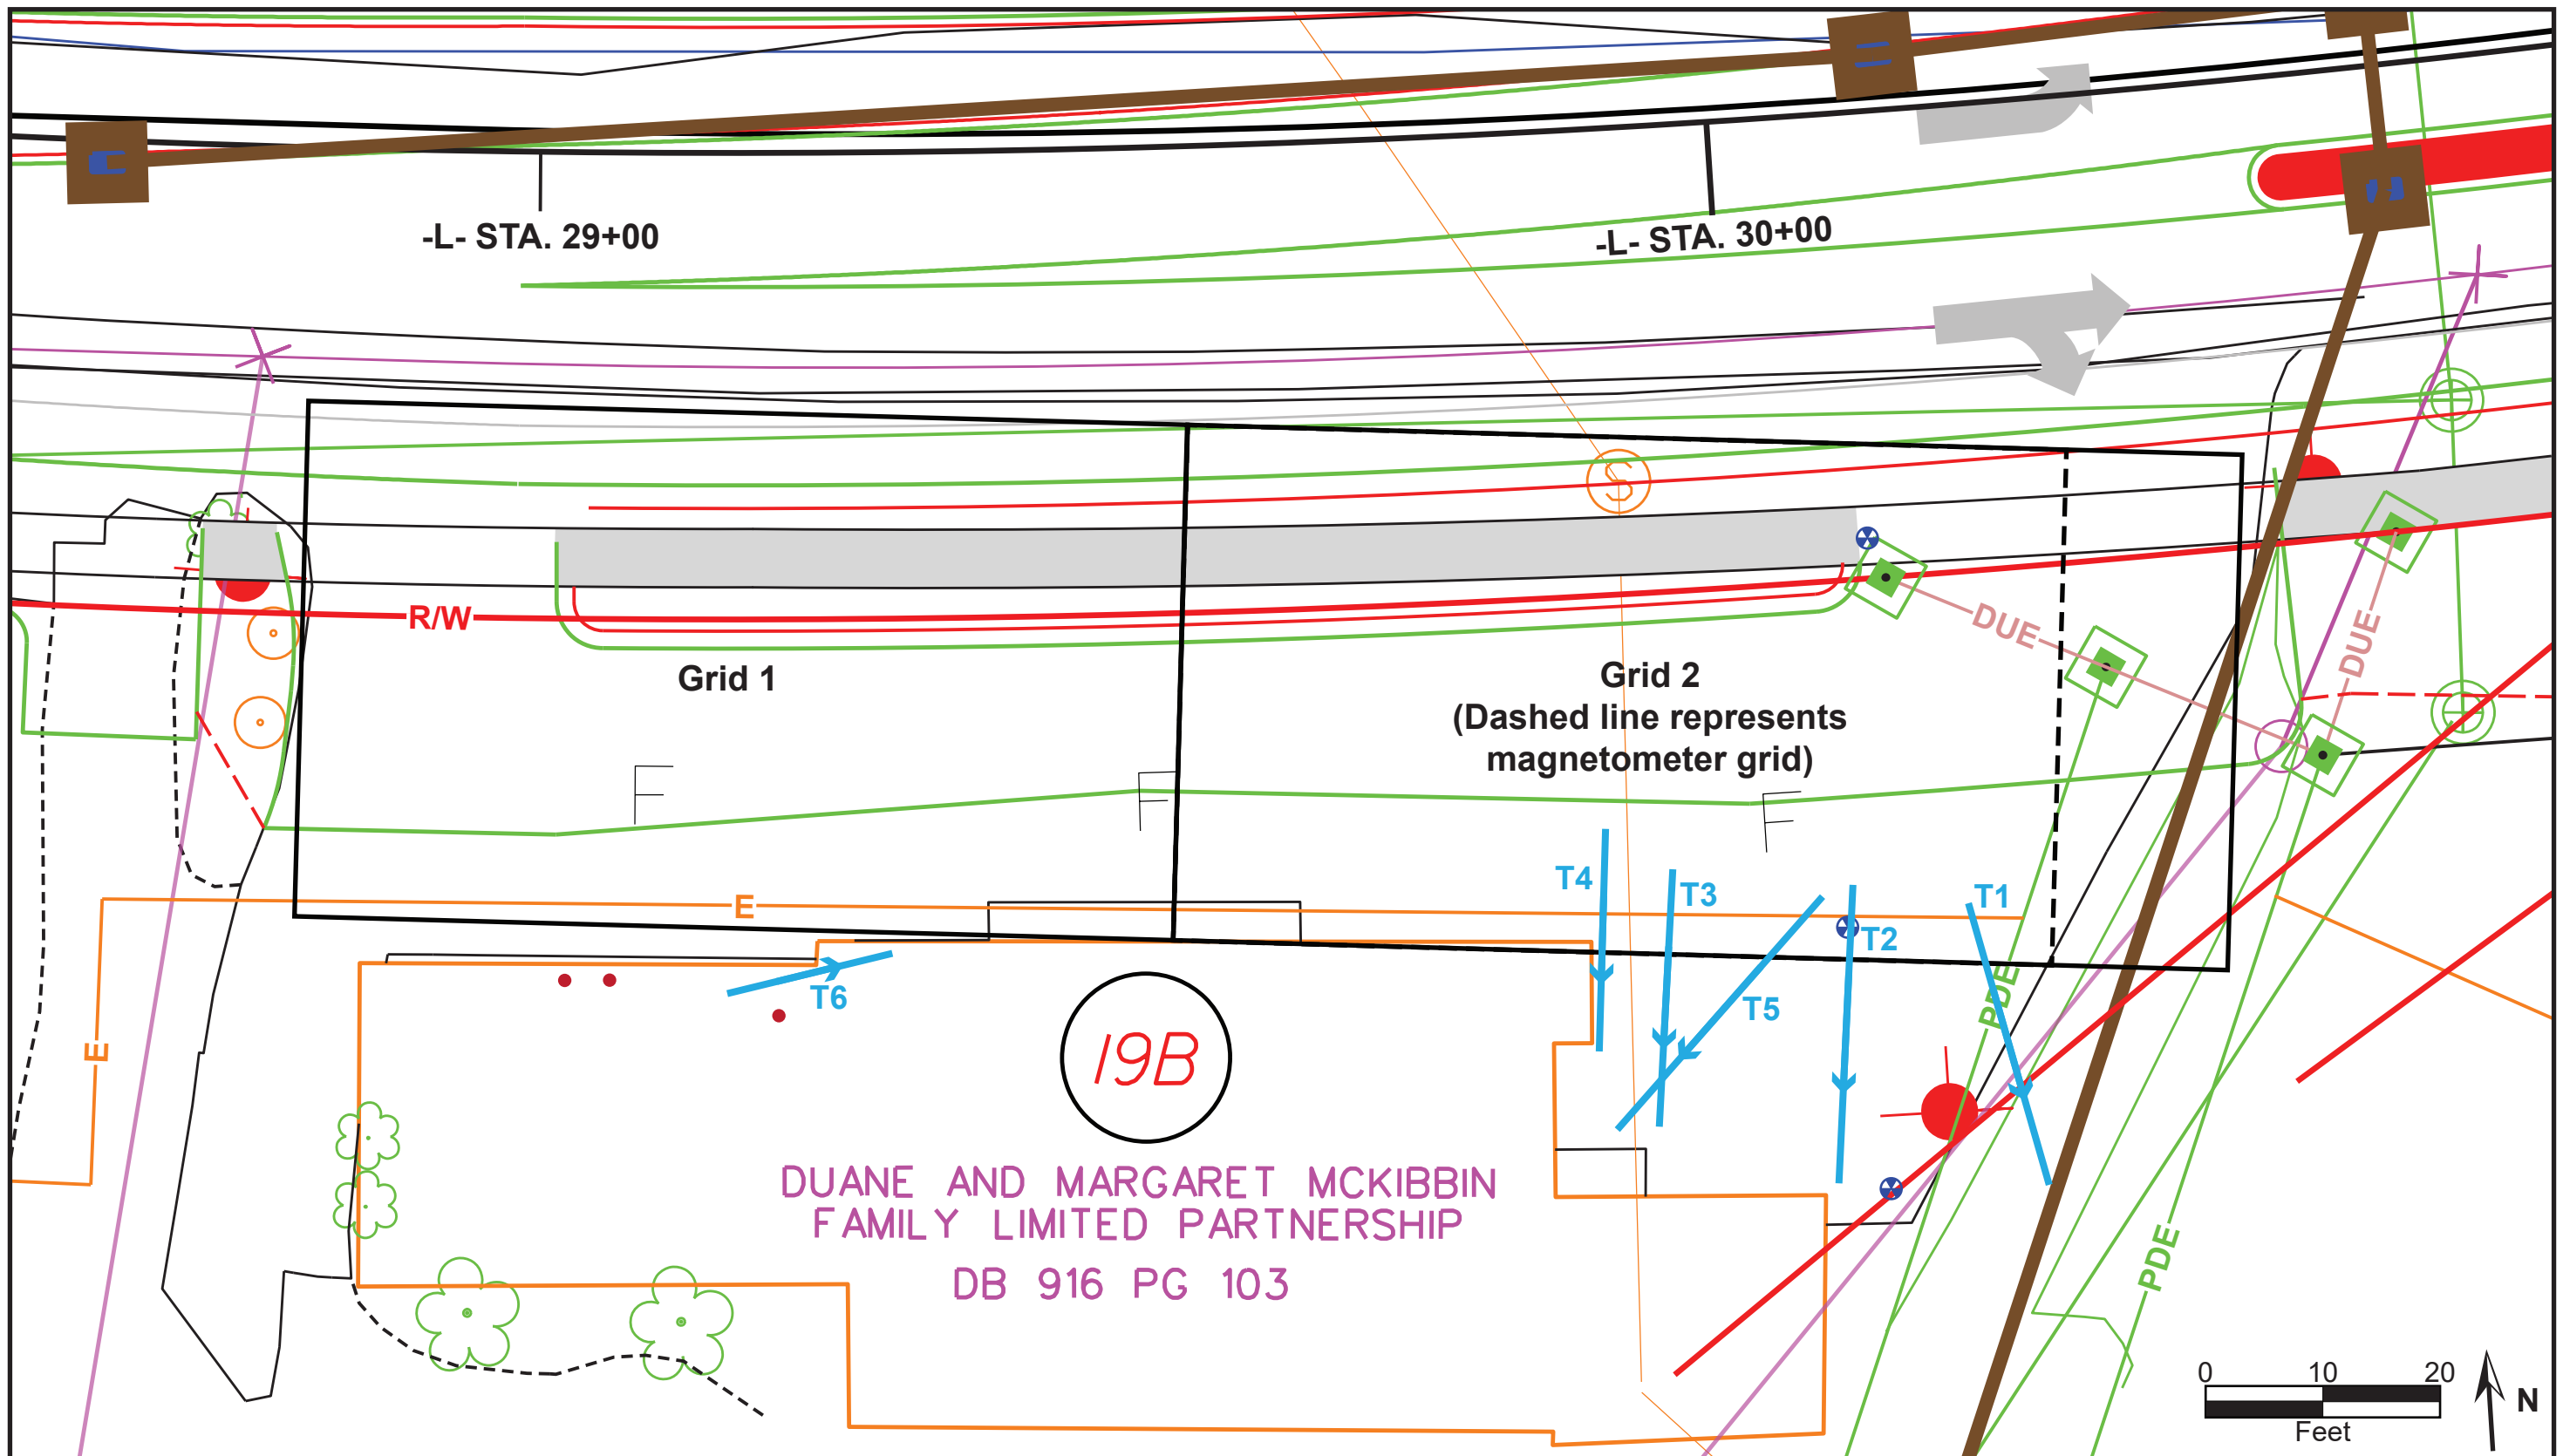 -L- STA. 29+00
-L- STA. 30+00
S
R/W
DUE
DUE
Grid 1
Grid 2
(Dashed line represents
magnetometer grid)
F
F
F
T4
T3
T1
E
T2
T6
T5
PDE
E
19B
DUANE AND MARGARET MCKIBBIN
FAMILY LIMITED PARTNERSHIP
DB 916 PG 103
PDE
0 10 20
Feet
N